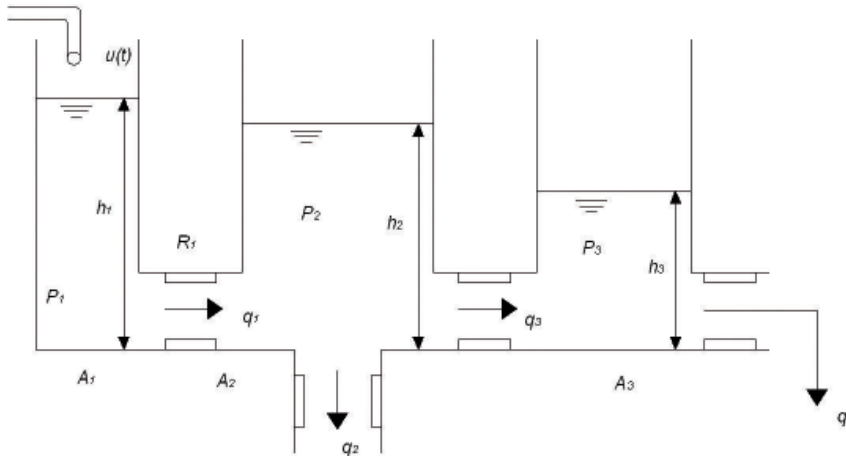 u(t)
h₁
P₂
h₂
R₁
P₃
h₃
P₁
q₁
q₃
A₁
A₂
A₃
q₂
q